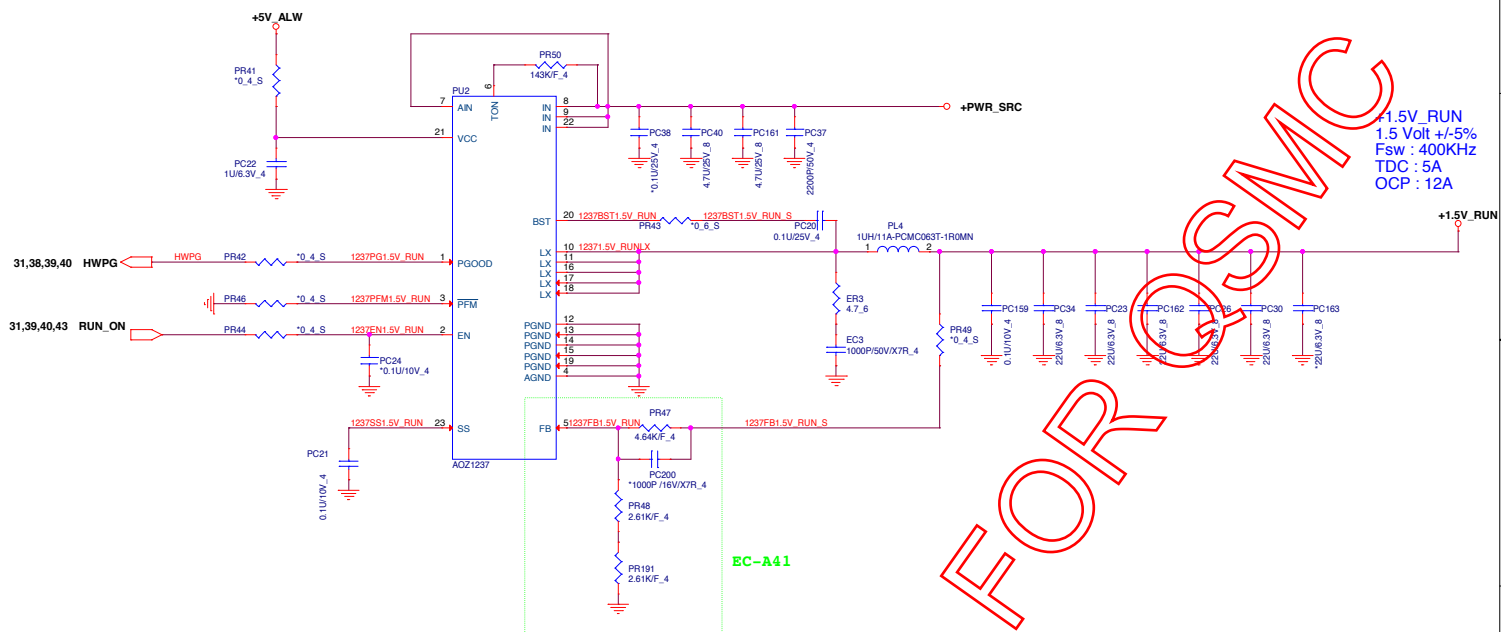 +5V_ALW
PR41
*0_4_S
PR50
143K/F_4
6
PU2
TON
7
AIN
IN
8
IN
9
IN
22
+PWR_SRC
21
VCC
PC22
1U/6.3V_4
PC38
*0.1U/25V_4
PC40
4.7U/25V_8
PC161
4.7U/25V_8
PC37
2200P/50V_4
+1.5V_RUN
1.5 Volt +/-5%
Fsw : 400KHz
TDC : 5A
OCP : 12A
BST
20
1237BST1.5V_RUN
PR43
*0_6_S
1237BST1.5V_RUN_S
PC20
0.1U/25V_4
PL4
1UH/11A-PCMC063T-1R0MN
1
2
+1.5V_RUN
LX
10
12371.5V_RUNLX
LX
11
LX
16
LX
17
LX
18
31,38,39,40
HWPG
HWPG
PR42
*0_4_S
1237PG1.5V_RUN
1
PGOOD
PR46
*0_4_S
1237PFM1.5V_RUN
3
PFM
31,39,40,43
RUN_ON
PR44
*0_4_S
1237EN1.5V_RUN
2
EN
PC24
*0.1U/10V_4
PGND
12
PGND
13
PGND
14
PGND
15
PGND
19
AGND
4
ER3
4.7_6
EC3
1000P/50V/X7R_4
PR49
*0_4_S
PC159
0.1U/10V_4
PC34
22U/6.3V_8
PC23
22U/6.3V_8
PC162
22U/6.3V_8
PC26
22U/6.3V_8
PC30
22U/6.3V_8
PC163
*22U/6.3V_8
1237SS1.5V_RUN
23
SS
PC21
0.1U/10V_4
FB
5
1237FB1.5V_RUN
PR47
4.64K/F_4
1237FB1.5V_RUN_S
AOZ1237
PC200
*1000P /16V/X7R_4
PR48
2.61K/F_4
PR191
2.61K/F_4
EC-A41
FOR QSMC